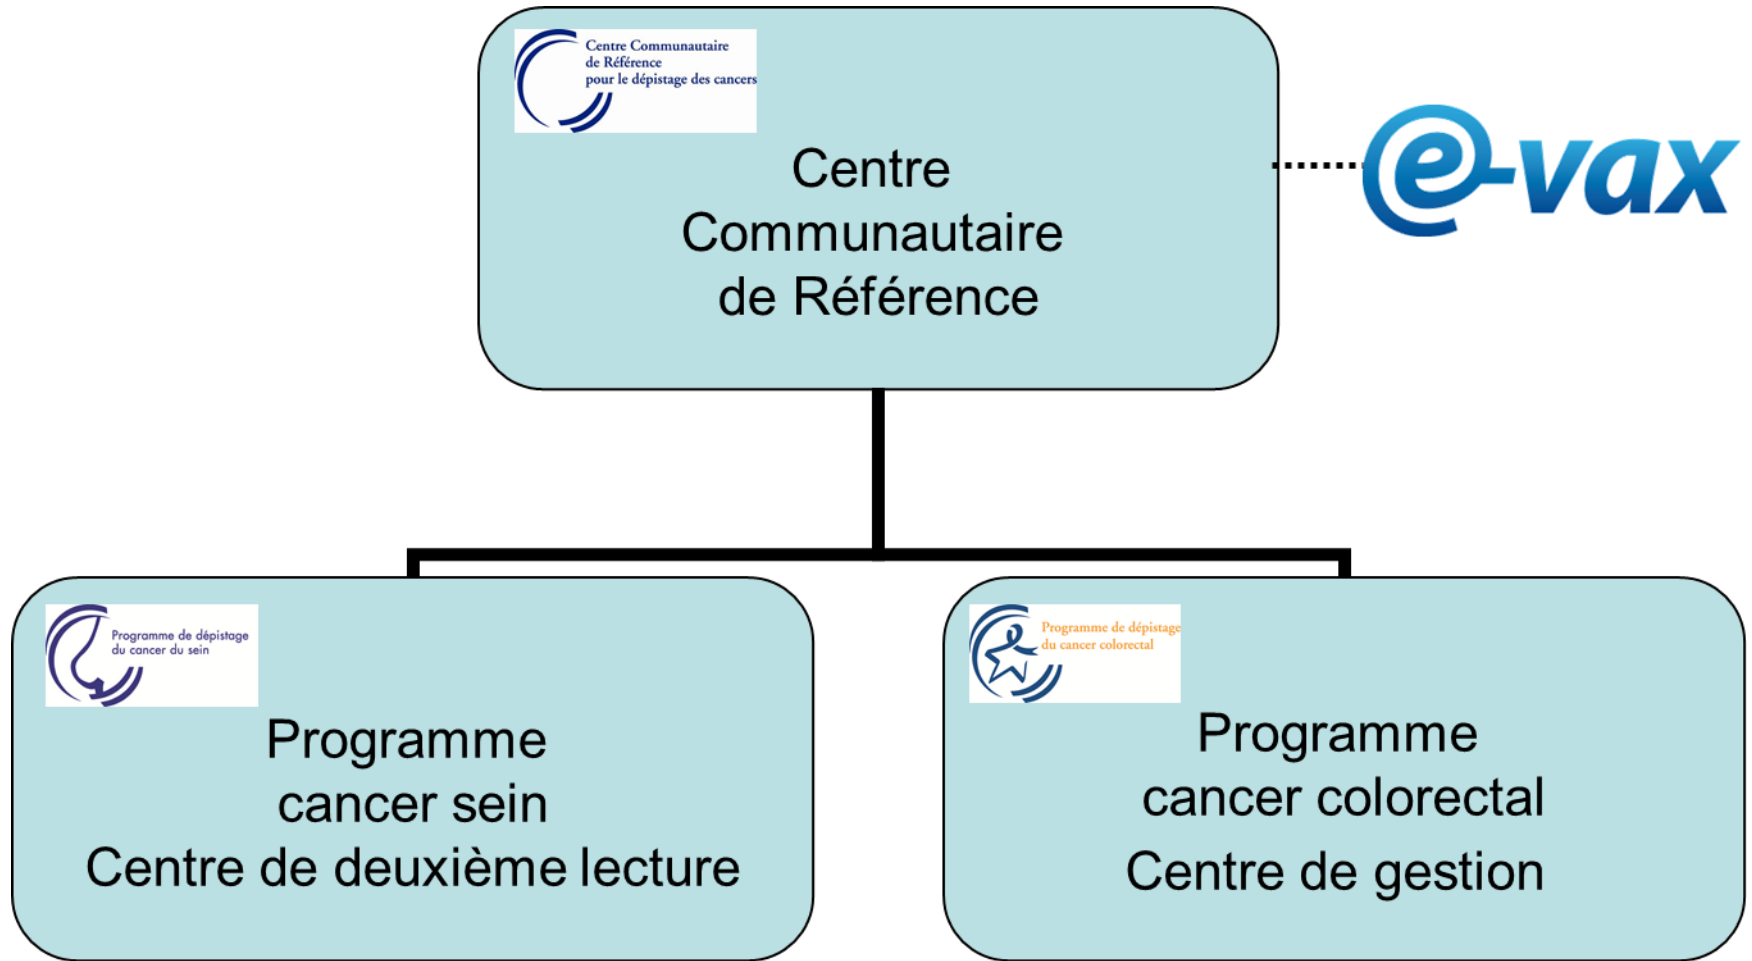 Centre Communautaire
de Référence
pour le dépistage des cancers
Centre
Communautaire
de Référence
e-vax
Programme de dépistage
du cancer du sein
Programme
cancer sein
Centre de deuxième lecture
Programme de dépistage
du cancer colorectal
Programme
cancer colorectal
Centre de gestion